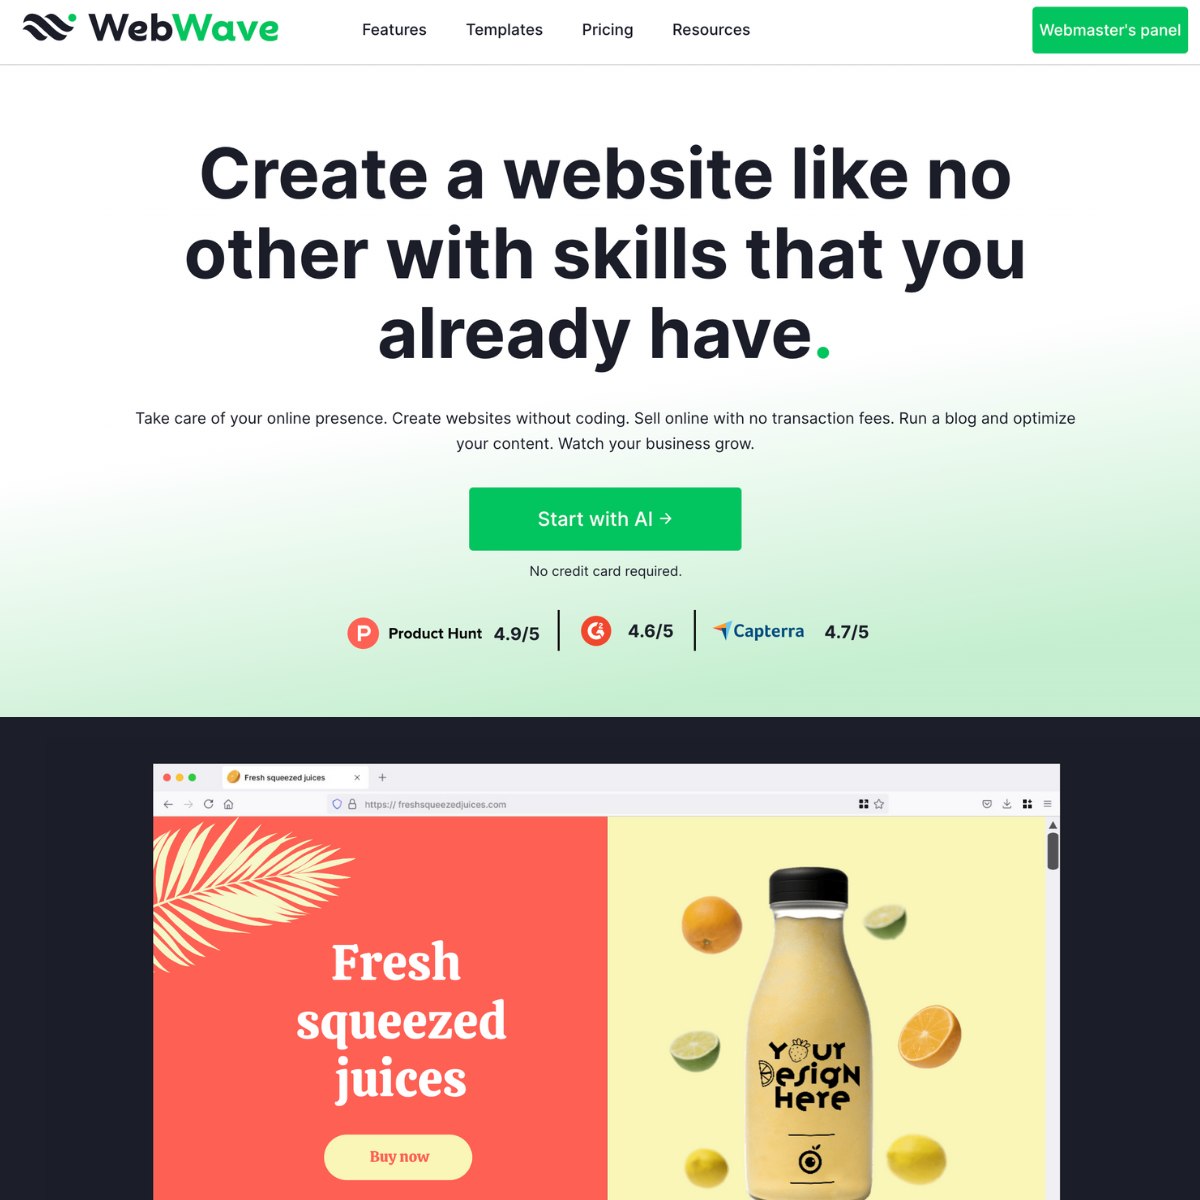 WebWave
Features
Templates
Pricing
Resources
Webmaster's panel
Create a website like no
other with skills that you
already have.
Take care of your online presence. Create websites without coding. Sell online with no transaction fees. Run a blog and optimize
your content. Watch your business grow.
Start with AI →
No credit card required.
Product Hunt 4.9/5
4.6/5
Capterra 4.7/5
Fresh squeezed juices
https:// freshsqueezedjuices.com
Fresh
squeezed
juices
Buy now
YOUR
DESIGN
HERE